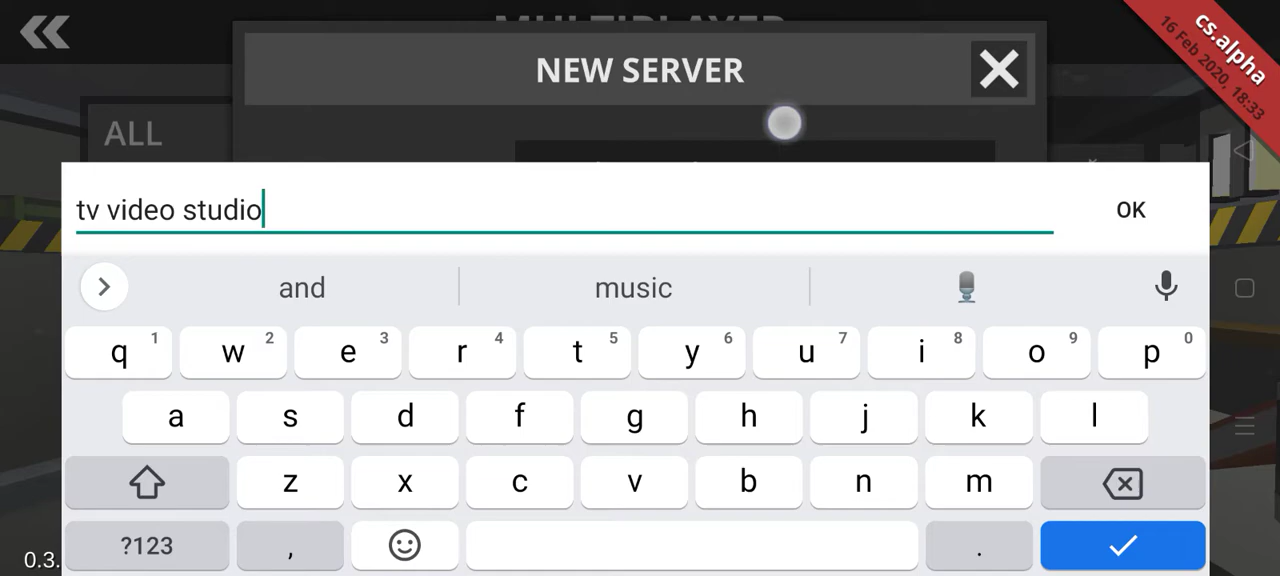 MULTIPLAYER
NEW SERVER
cs.alpha
16 Feb 2020, 18:33
ALL
tv video studio
OK
and music
q 1 w 2 e 3 r 4 t 5 y 6 u 7 i 8 o 9 p 0
a s d f g h j k l
z x c v b n m
?123 , .
0.3.